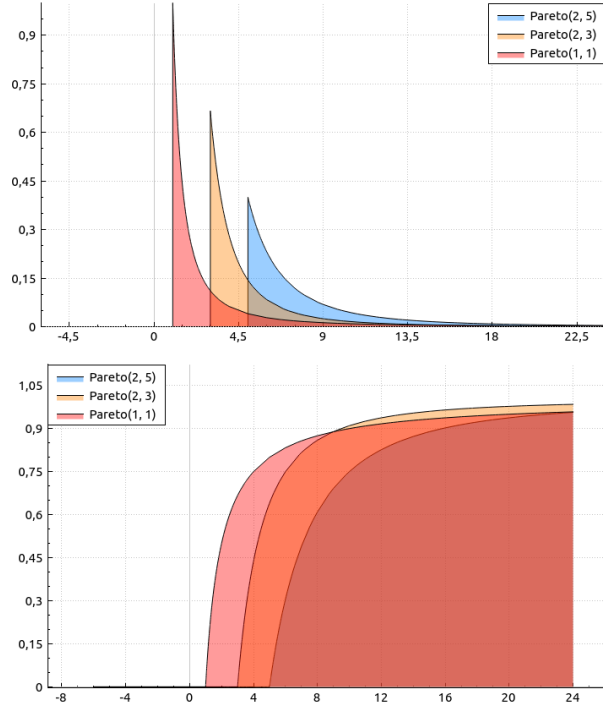 Pareto(2, 5)
Pareto(2, 3)
Pareto(1, 1)
0,9
0,75
0,6
0,45
0,3
0,15
0
-4,5 0 4,5 9 13,5 18 22,5
Pareto(2, 5)
Pareto(2, 3)
Pareto(1, 1)
1,05
0,9
0,75
0,6
0,45
0,3
0,15
0
-8 -4 0 4 8 12 16 20 24